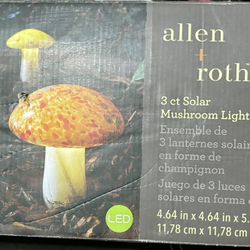 allen
+
roth
3 ct Solar
Mushroom Light
Ensemble de
3 lanternes solair
en forme de
champignon
Juego de 3 luces
solares en forma
4.64 in x 4.64 in x 5.
11,78 cm x 11,78 cm
LED